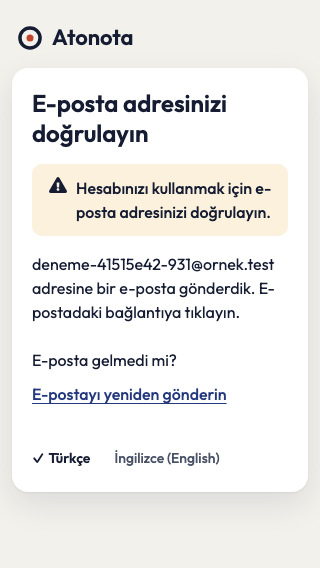 Atonota
E-posta adresinizi
doğrulayın
Hesabınızı kullanmak için e-
posta adresinizi doğrulayın.
deneme-41515e42-931@ornek.test
adresine bir e-posta gönderdik. E-
postadaki bağlantıya tıklayın.
E-posta gelmedi mi?
E-postayı yeniden gönderin
Türkçe
İngilizce (English)